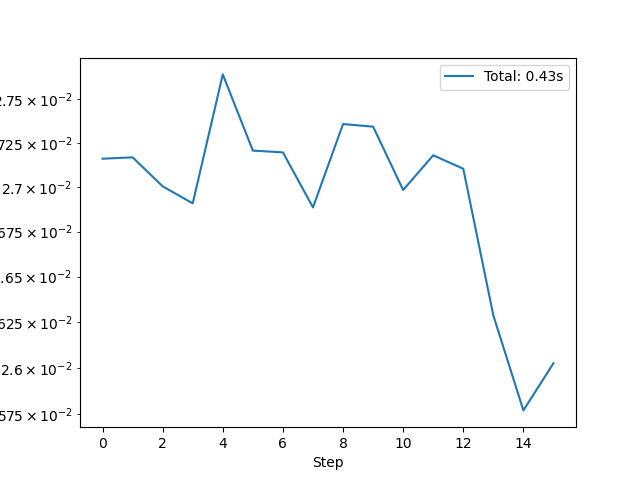 Total: 0.43s
2.75 × 10⁻²
725 × 10⁻²
2.7 × 10⁻²
675 × 10⁻²
.65 × 10⁻²
625 × 10⁻²
2.6 × 10⁻²
575 × 10⁻²
0 2 4 6 8 10 12 14
Step